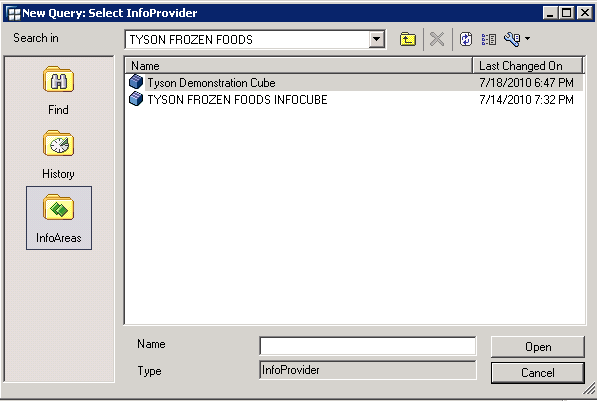 New Query: Select InfoProvider
Search in TYSON FROZEN FOODS
Name Last Changed On
Tyson Demonstration Cube 7/18/2010 6:47 PM
TYSON FROZEN FOODS INFOCUBE 7/14/2010 7:32 PM
Find
History
InfoAreas
Name Open
Type InfoProvider Cancel